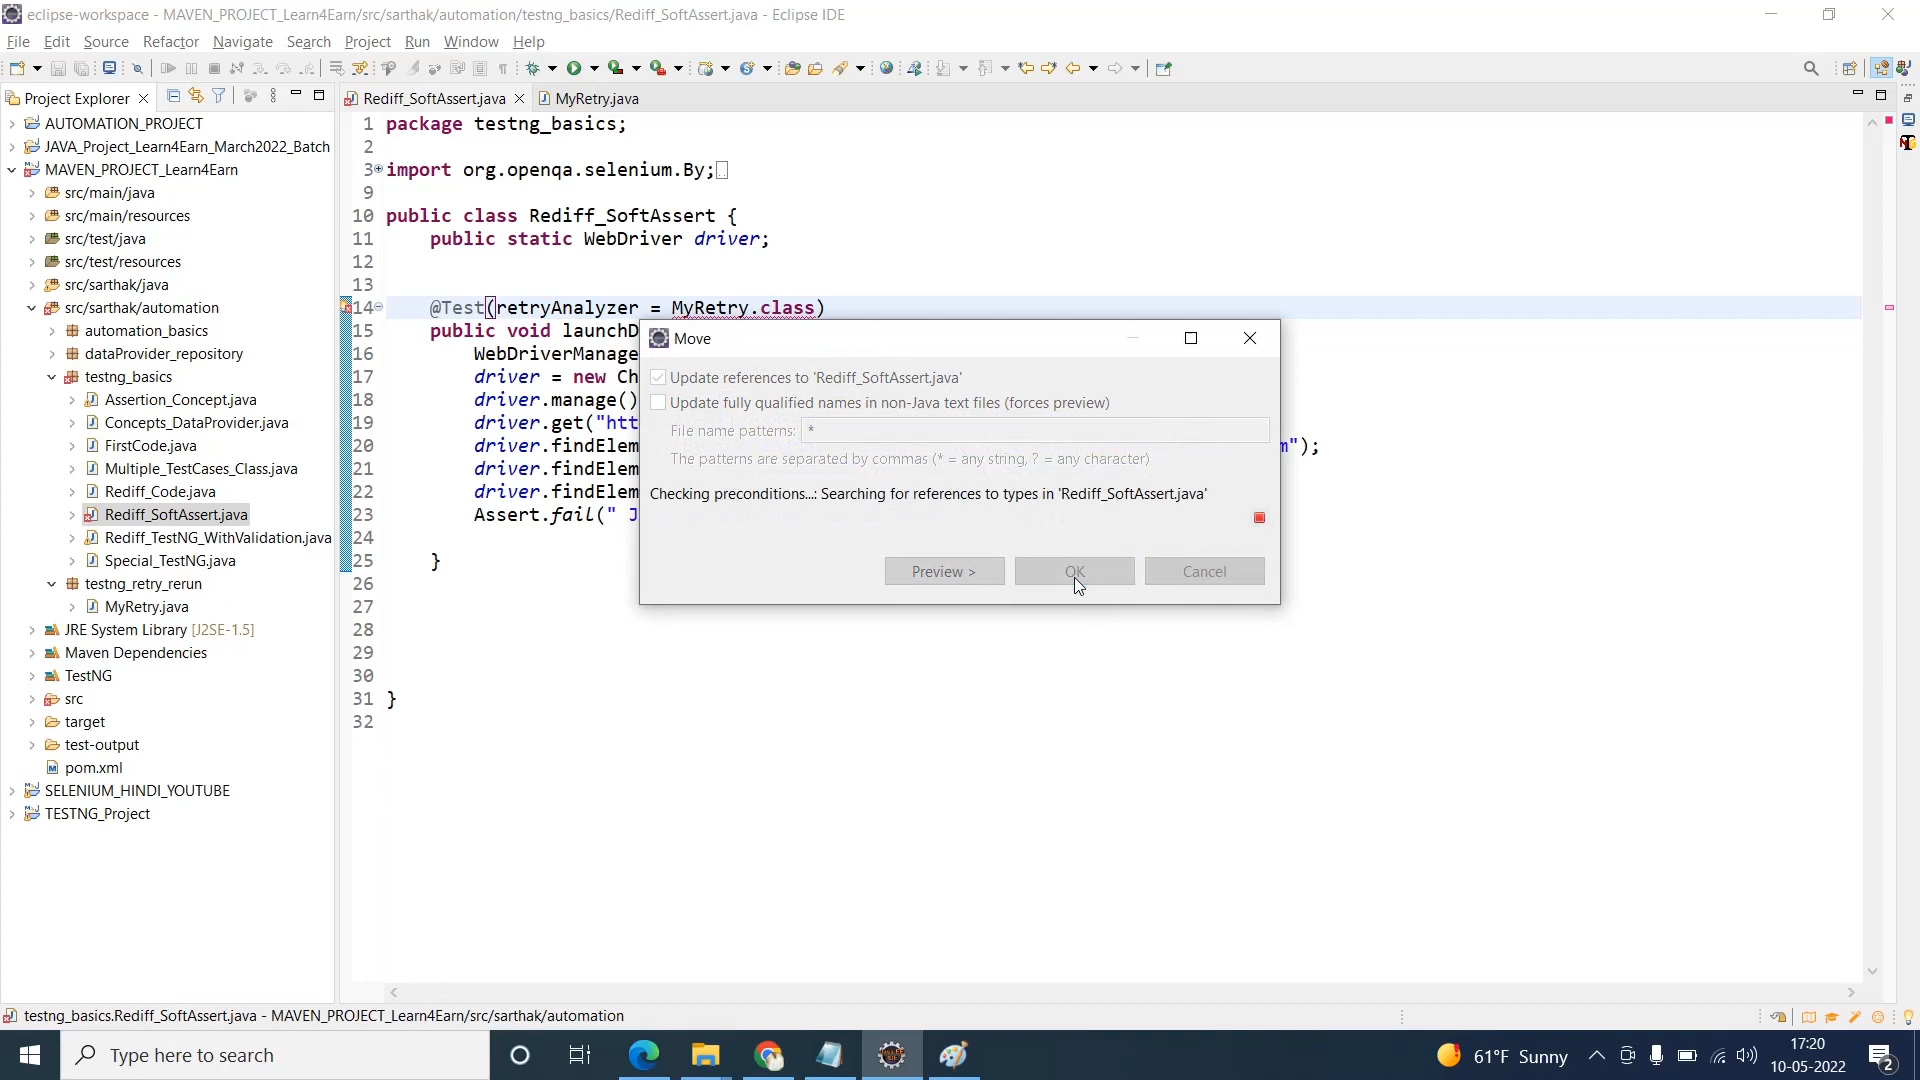 eclipse-workspace - MAVEN_PROJECT_Learn4Earn/src/sarthak/automation/testng_basics/Rediff_SoftAssert.java - Eclipse IDE
File Edit Source Refactor Navigate Search Project Run Window Help
Project Explorer
Rediff_SoftAssert.java
MyRetry.java
AUTOMATION_PROJECT
JAVA_Project_Learn4Earn_March2022_Batch
MAVEN_PROJECT_Learn4Earn
src/main/java
src/main/resources
src/test/java
src/test/resources
src/sarthak/java
src/sarthak/automation
automation_basics
dataProvider_repository
testng_basics
Assertion_Concept.java
Concepts_DataProvider.java
FirstCode.java
Multiple_TestCases_Class.java
Rediff_Code.java
Rediff_SoftAssert.java
Rediff_TestNG_WithValidation.java
Special_TestNG.java
testng_retry_rerun
MyRetry.java
JRE System Library [J2SE-1.5]
Maven Dependencies
TestNG
src
target
test-output
pom.xml
SELENIUM_HINDI_YOUTUBE
TESTNG_Project
1 package testng_basics;
2
3 import org.openqa.selenium.By;
9
10 public class Rediff_SoftAssert {
11 public static WebDriver driver;
12
13
14 @Test(retryAnalyzer = MyRetry.class)
15 public void launchD
16 WebDriverManage
17 driver = new Ch
18 driver.manage()
19 driver.get("htt
20 driver.findElem m");
21 driver.findElem
22 driver.findElem
23 Assert.fail(" J
24
25 }
26
27
28
29
30
31 }
32
Move
Update references to 'Rediff_SoftAssert.java'
Update fully qualified names in non-Java text files (forces preview)
File name patterns: *
The patterns are separated by commas (* = any string, ? = any character)
Checking preconditions...: Searching for references to types in 'Rediff_SoftAssert.java'
Preview > OK Cancel
testng_basics.Rediff_SoftAssert.java - MAVEN_PROJECT_Learn4Earn/src/sarthak/automation
Type here to search
61°F Sunny
17:20
10-05-2022
2